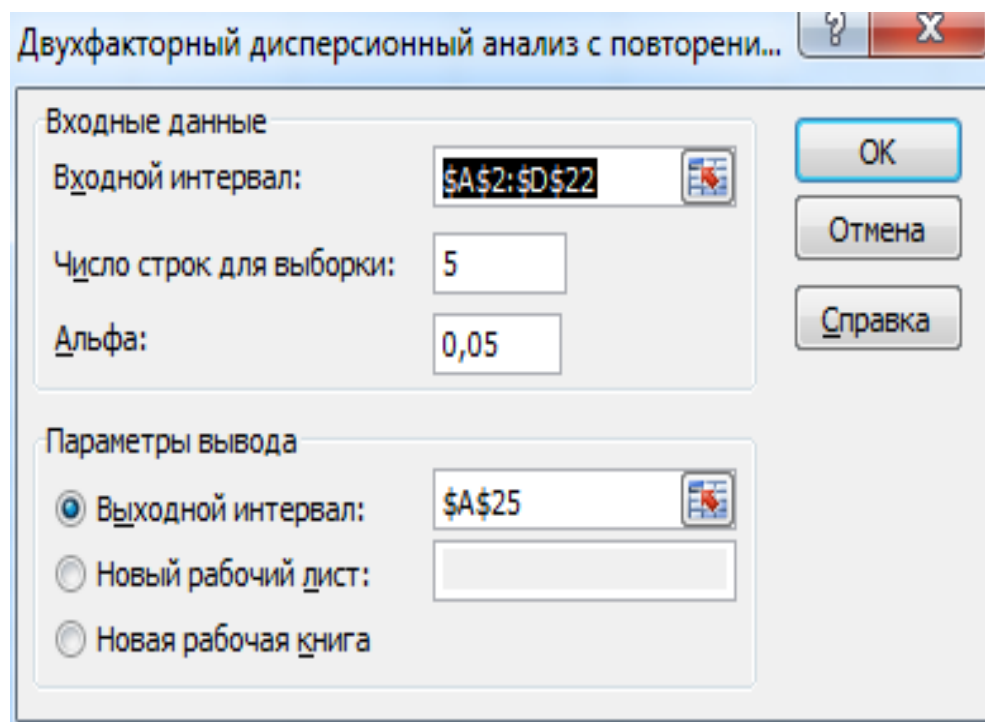 Двухфакторный дисперсионный анализ с повторени...
Входные данные
Входной интервал: $A$2:$D$22
Число строк для выборки: 5
Альфа: 0,05
OK
Отмена
Справка
Параметры вывода
Выходной интервал: $A$25
Новый рабочий лист:
Новая рабочая книга